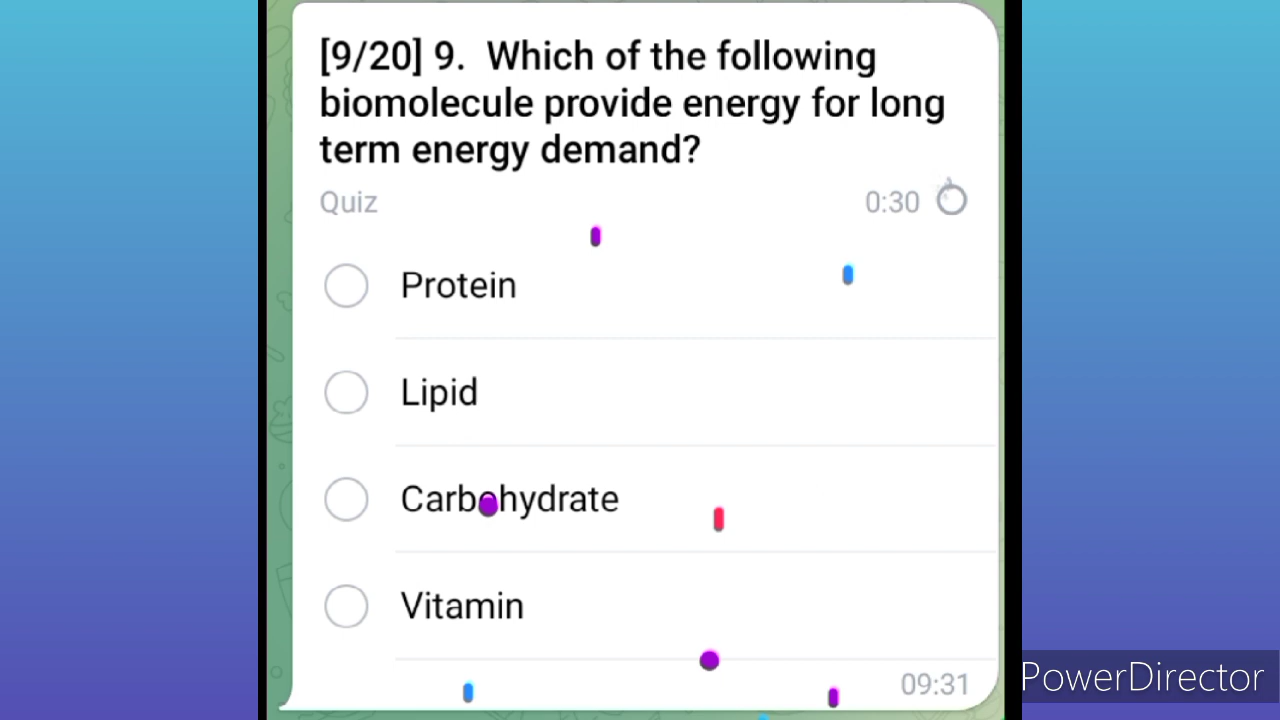 [9/20] 9.  Which of the following
biomolecule provide energy for long
term energy demand?
Quiz
0:30
Protein
Lipid
Carbohydrate
Vitamin
09:31
PowerDirector